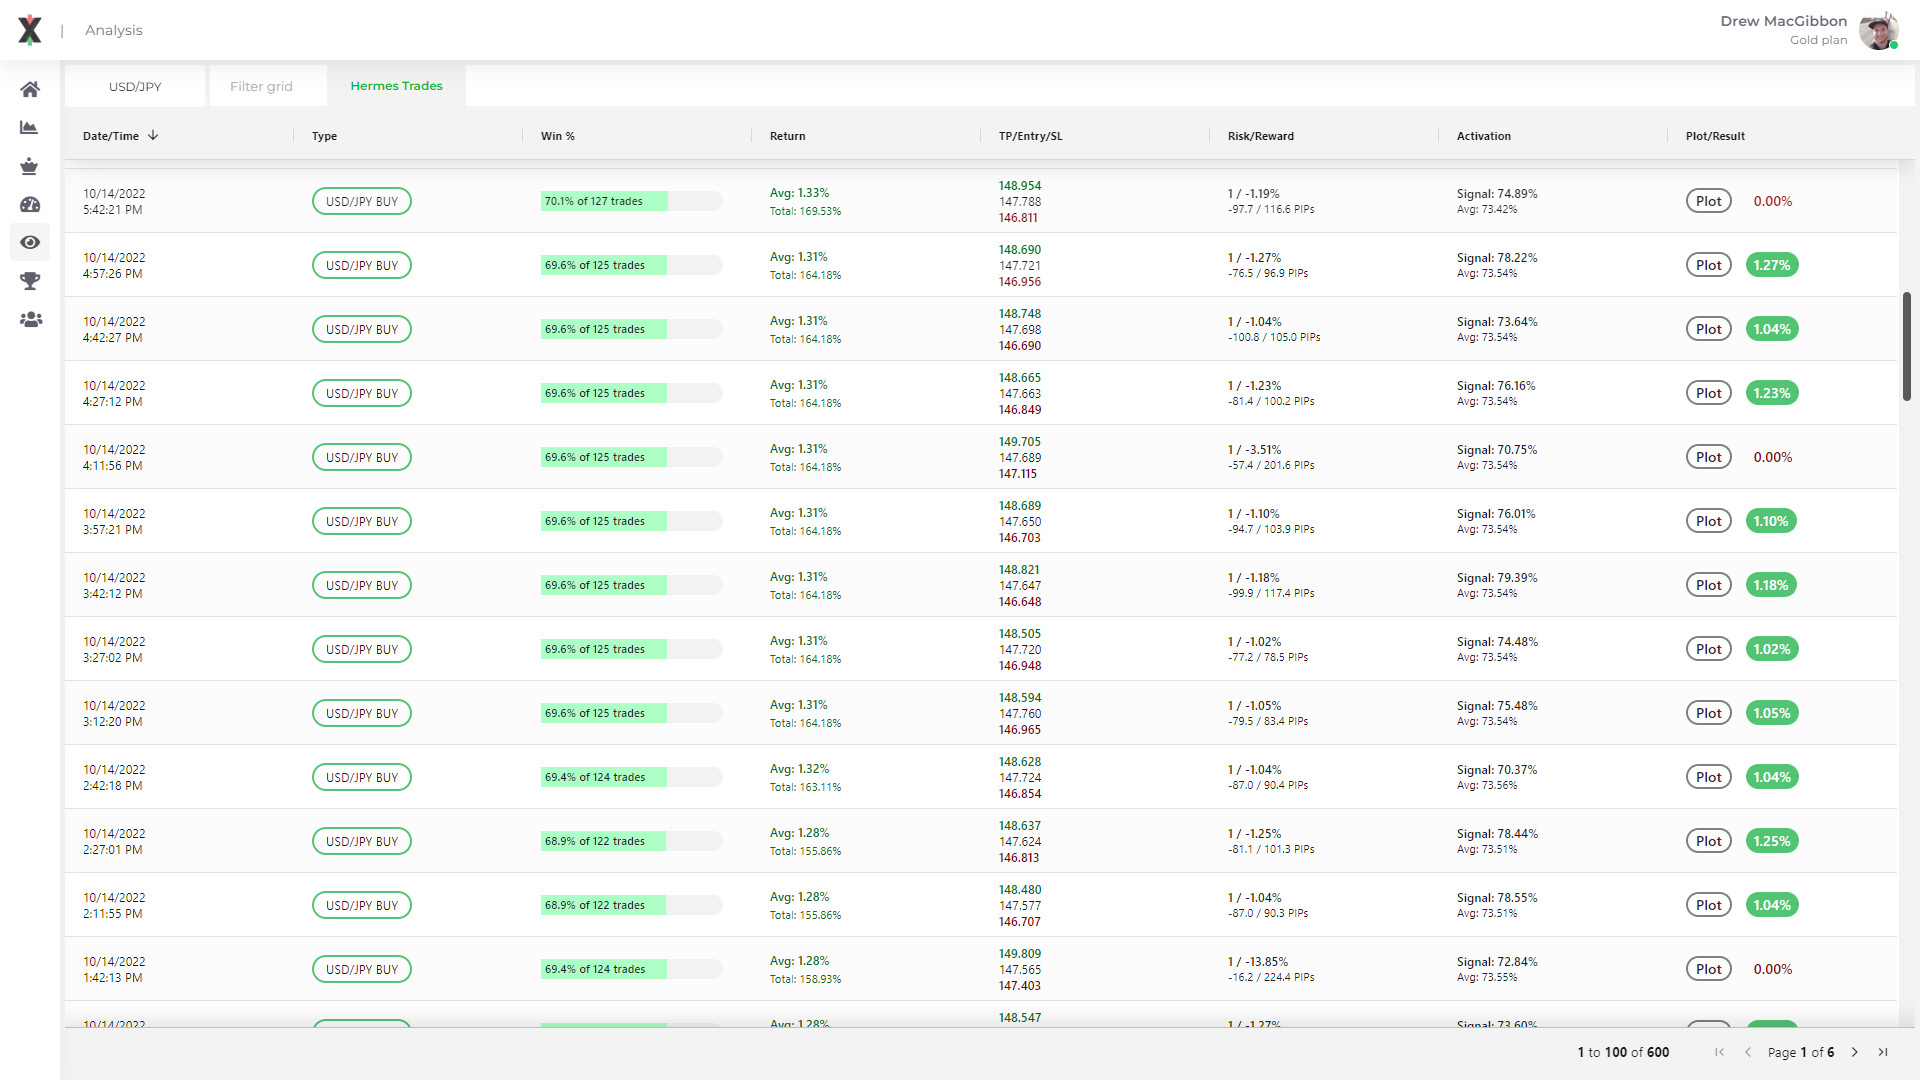 | Analysis
Drew MacGibbon
Gold plan
USD/JPY Filter grid Hermes Trades
Date/Time Type Win % Return TP/Entry/SL Risk/Reward Activation Plot/Result
10/14/2022
5:42:21 PM
USD/JPY BUY
70.1% of 127 trades
Avg: 1.33%
Total: 169.53%
148.954
147.788
146.811
1 / -1.19%
-97.7 / 116.6 PIPs
Signal: 74.89%
Avg: 73.42%
Plot 0.00%
10/14/2022
4:57:26 PM
USD/JPY BUY
69.6% of 125 trades
Avg: 1.31%
Total: 164.18%
148.690
147.721
146.956
1 / -1.27%
-76.5 / 96.9 PIPs
Signal: 78.22%
Avg: 73.54%
Plot 1.27%
10/14/2022
4:42:27 PM
USD/JPY BUY
69.6% of 125 trades
Avg: 1.31%
Total: 164.18%
148.748
147.698
146.690
1 / -1.04%
-100.8 / 105.0 PIPs
Signal: 73.64%
Avg: 73.54%
Plot 1.04%
10/14/2022
4:27:12 PM
USD/JPY BUY
69.6% of 125 trades
Avg: 1.31%
Total: 164.18%
148.665
147.663
146.849
1 / -1.23%
-81.4 / 100.2 PIPs
Signal: 76.16%
Avg: 73.54%
Plot 1.23%
10/14/2022
4:11:56 PM
USD/JPY BUY
69.6% of 125 trades
Avg: 1.31%
Total: 164.18%
149.705
147.689
147.115
1 / -3.51%
-57.4 / 201.6 PIPs
Signal: 70.75%
Avg: 73.54%
Plot 0.00%
10/14/2022
3:57:21 PM
USD/JPY BUY
69.6% of 125 trades
Avg: 1.31%
Total: 164.18%
148.689
147.650
146.703
1 / -1.10%
-94.7 / 103.9 PIPs
Signal: 76.01%
Avg: 73.54%
Plot 1.10%
10/14/2022
3:42:12 PM
USD/JPY BUY
69.6% of 125 trades
Avg: 1.31%
Total: 164.18%
148.821
147.647
146.648
1 / -1.18%
-99.9 / 117.4 PIPs
Signal: 79.39%
Avg: 73.54%
Plot 1.18%
10/14/2022
3:27:02 PM
USD/JPY BUY
69.6% of 125 trades
Avg: 1.31%
Total: 164.18%
148.505
147.720
146.948
1 / -1.02%
-77.2 / 78.5 PIPs
Signal: 74.48%
Avg: 73.54%
Plot 1.02%
10/14/2022
3:12:20 PM
USD/JPY BUY
69.6% of 125 trades
Avg: 1.31%
Total: 164.18%
148.594
147.760
146.965
1 / -1.05%
-79.5 / 83.4 PIPs
Signal: 75.48%
Avg: 73.54%
Plot 1.05%
10/14/2022
2:42:18 PM
USD/JPY BUY
69.4% of 124 trades
Avg: 1.32%
Total: 163.11%
148.628
147.724
146.854
1 / -1.04%
-87.0 / 90.4 PIPs
Signal: 70.37%
Avg: 73.56%
Plot 1.04%
10/14/2022
2:27:01 PM
USD/JPY BUY
68.9% of 122 trades
Avg: 1.28%
Total: 155.86%
148.637
147.624
146.813
1 / -1.25%
-81.1 / 101.3 PIPs
Signal: 78.44%
Avg: 73.51%
Plot 1.25%
10/14/2022
2:11:55 PM
USD/JPY BUY
68.9% of 122 trades
Avg: 1.28%
Total: 155.86%
148.480
147.577
146.707
1 / -1.04%
-87.0 / 90.3 PIPs
Signal: 78.55%
Avg: 73.51%
Plot 1.04%
10/14/2022
1:42:13 PM
USD/JPY BUY
69.4% of 124 trades
Avg: 1.28%
Total: 158.93%
149.809
147.565
147.403
1 / -13.85%
-16.2 / 224.4 PIPs
Signal: 72.84%
Avg: 73.55%
Plot 0.00%
10/14/2022
Avg: 1.28%
148.547
1 / -1.27%
Signal: 73.60%
1 to 100 of 600 Page 1 of 6